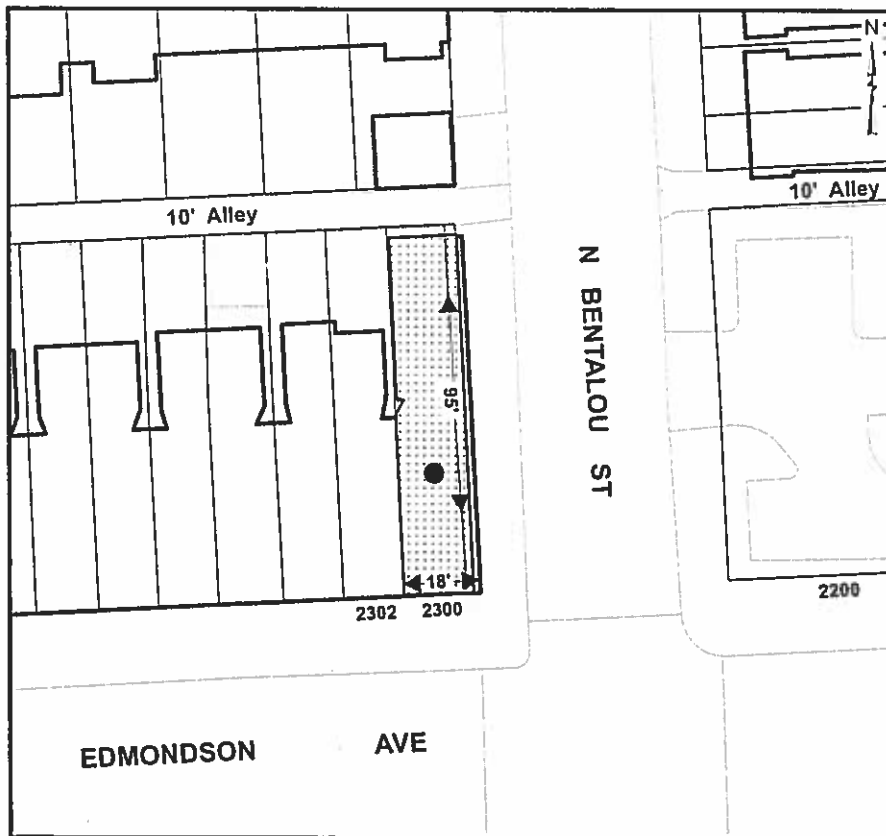 N
10' Alley
10' Alley
N BENTALOU ST
95'
18'
2302 2300
2200
EDMONDSON AVE